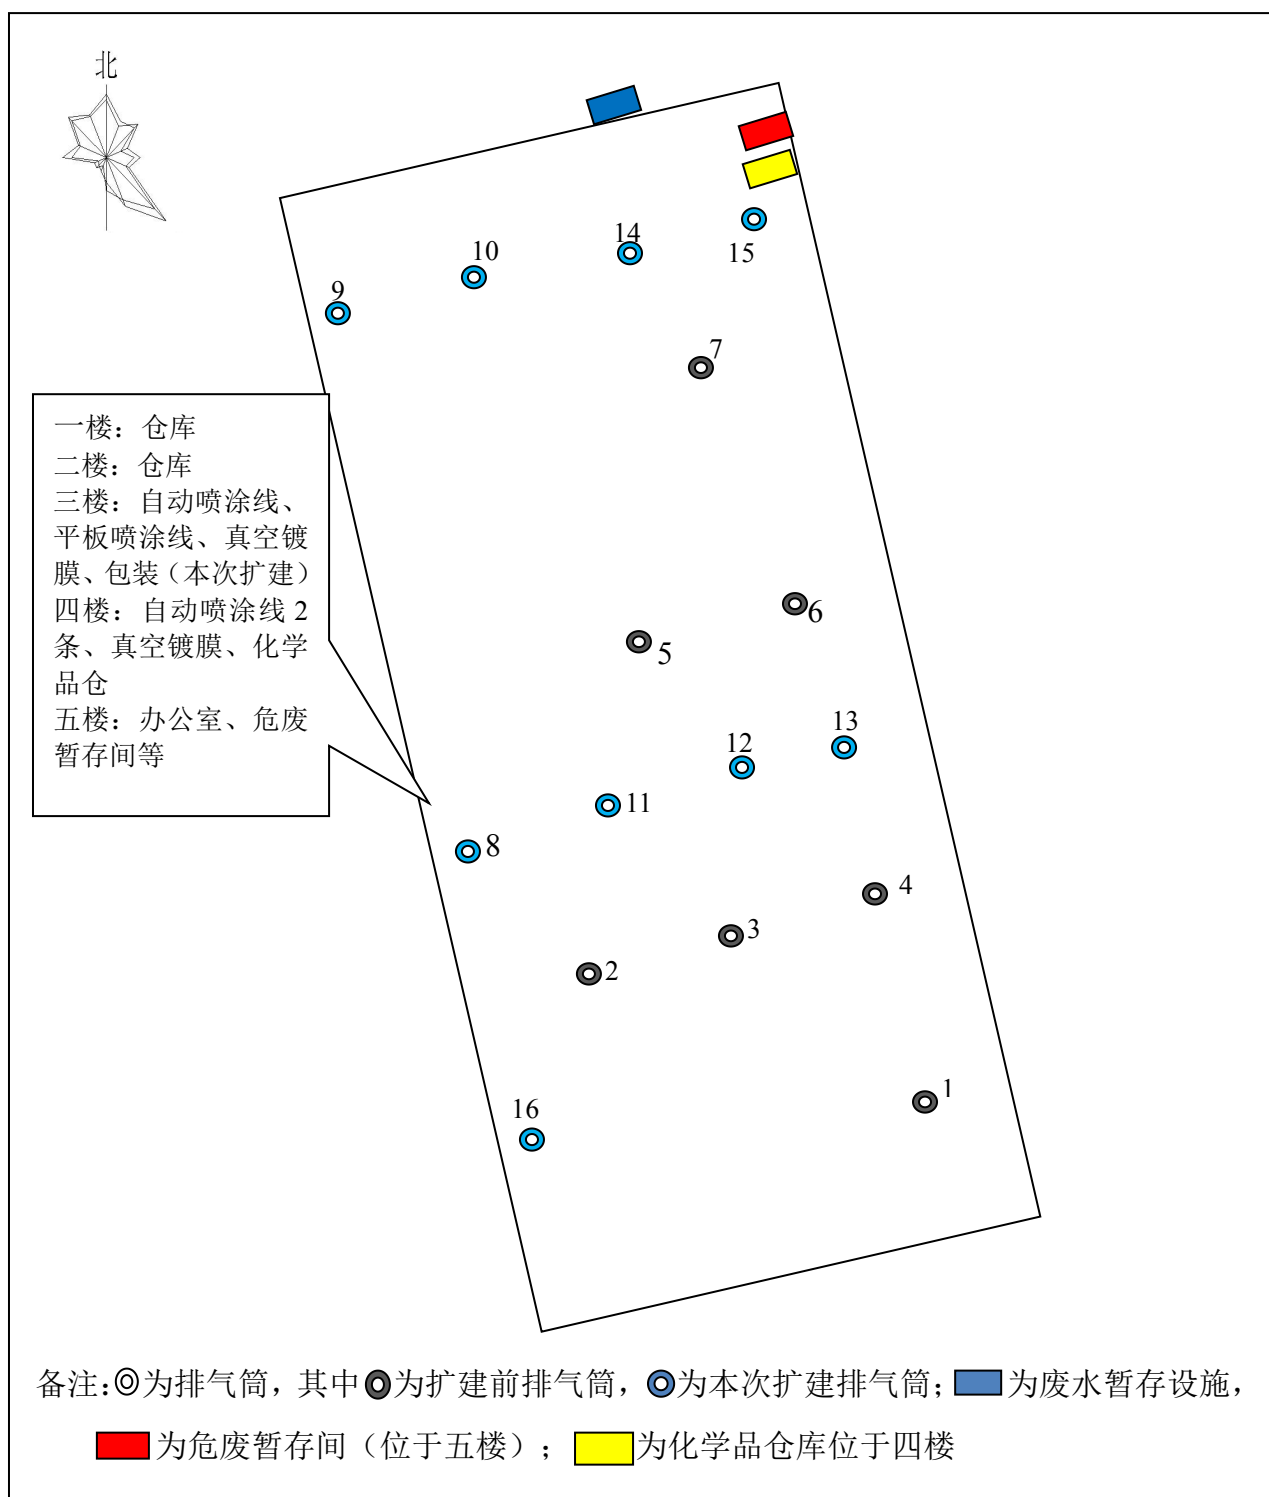 北
14
10
15
9
7
一楼：仓库
二楼：仓库
三楼：自动喷涂线、
平板喷涂线、真空镀
膜、包装（本次扩建）
四楼：自动喷涂线 2
条、真空镀膜、化学
品仓
五楼：办公室、危废
暂存间等
6
5
13
12
11
8
4
3
2
1
16
备注：◎为排气筒，其中为扩建前排气筒，为本次扩建排气筒；为废水暂存设施，
为危废暂存间（位于五楼）；为化学品仓库位于四楼